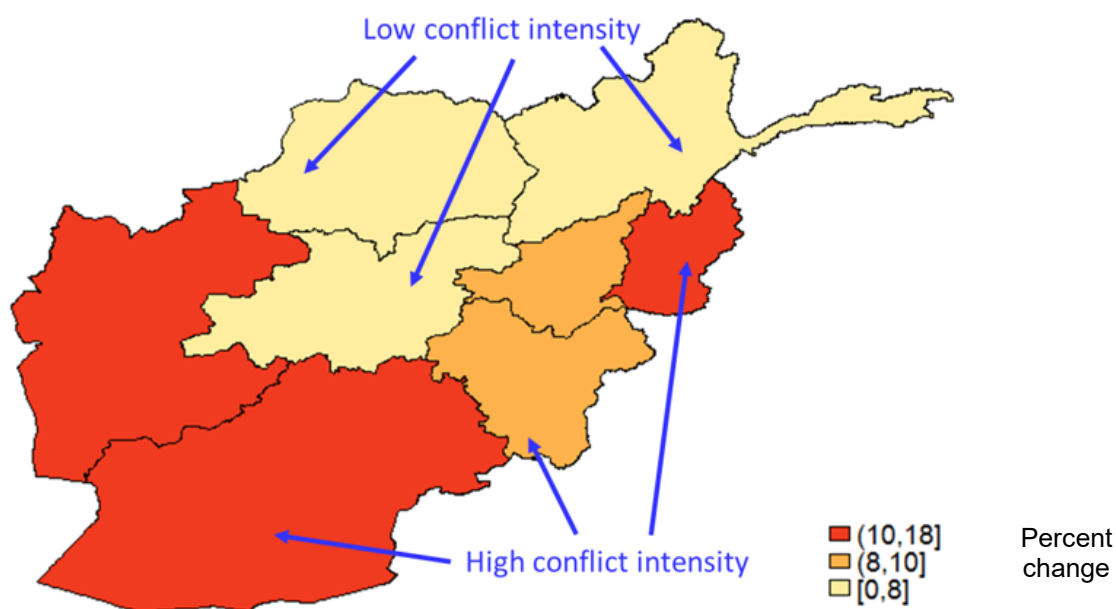 Low conflict intensity
High conflict intensity
(10,18]
(8,10]
[0,8]
Percent
change